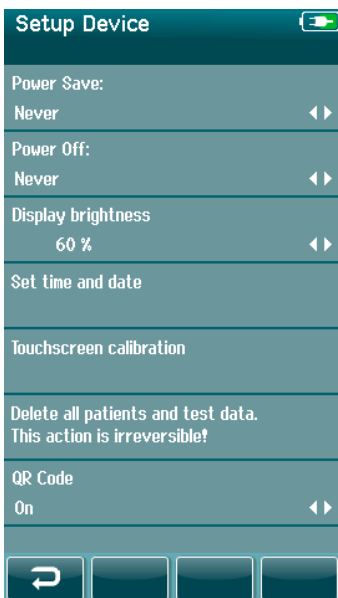 Setup Device
Power Save:
Never
Power Off:
Never
Display brightness
60 %
Set time and date
Touchscreen calibration
Delete all patients and test data.
This action is irreversible!
QR Code
On